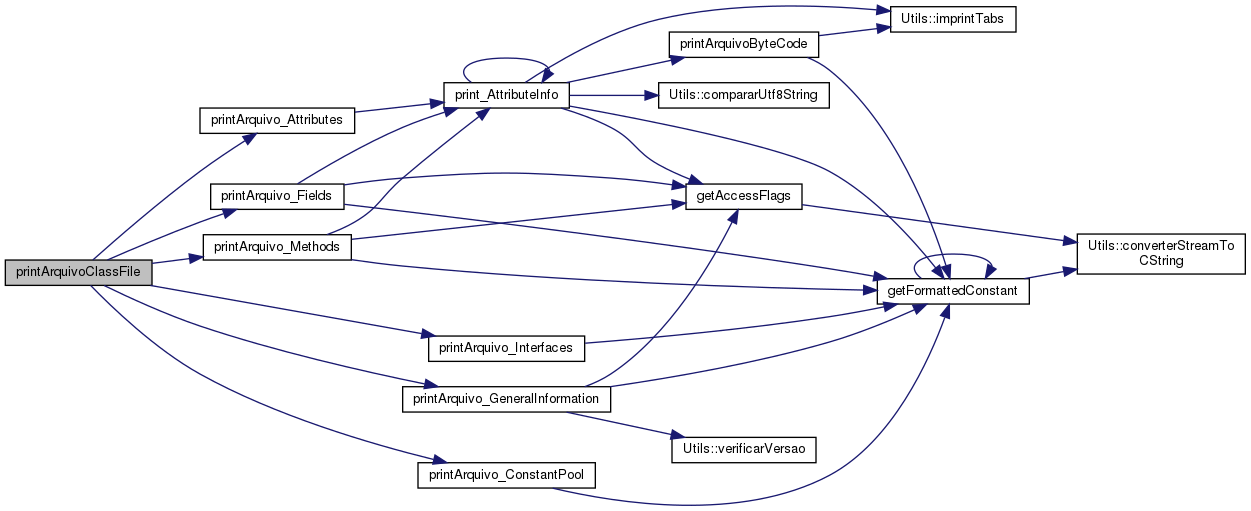 Utils::imprintTabs
printArquivoByteCode
print_AttributeInfo
Utils::compararUtf8String
printArquivo_Attributes
printArquivo_Fields
getAccessFlags
printArquivo_Methods
Utils::converterStreamTo
CString
printArquivoClassFile
getFormattedConstant
printArquivo_Interfaces
printArquivo_GeneralInformation
Utils::verificarVersao
printArquivo_ConstantPool